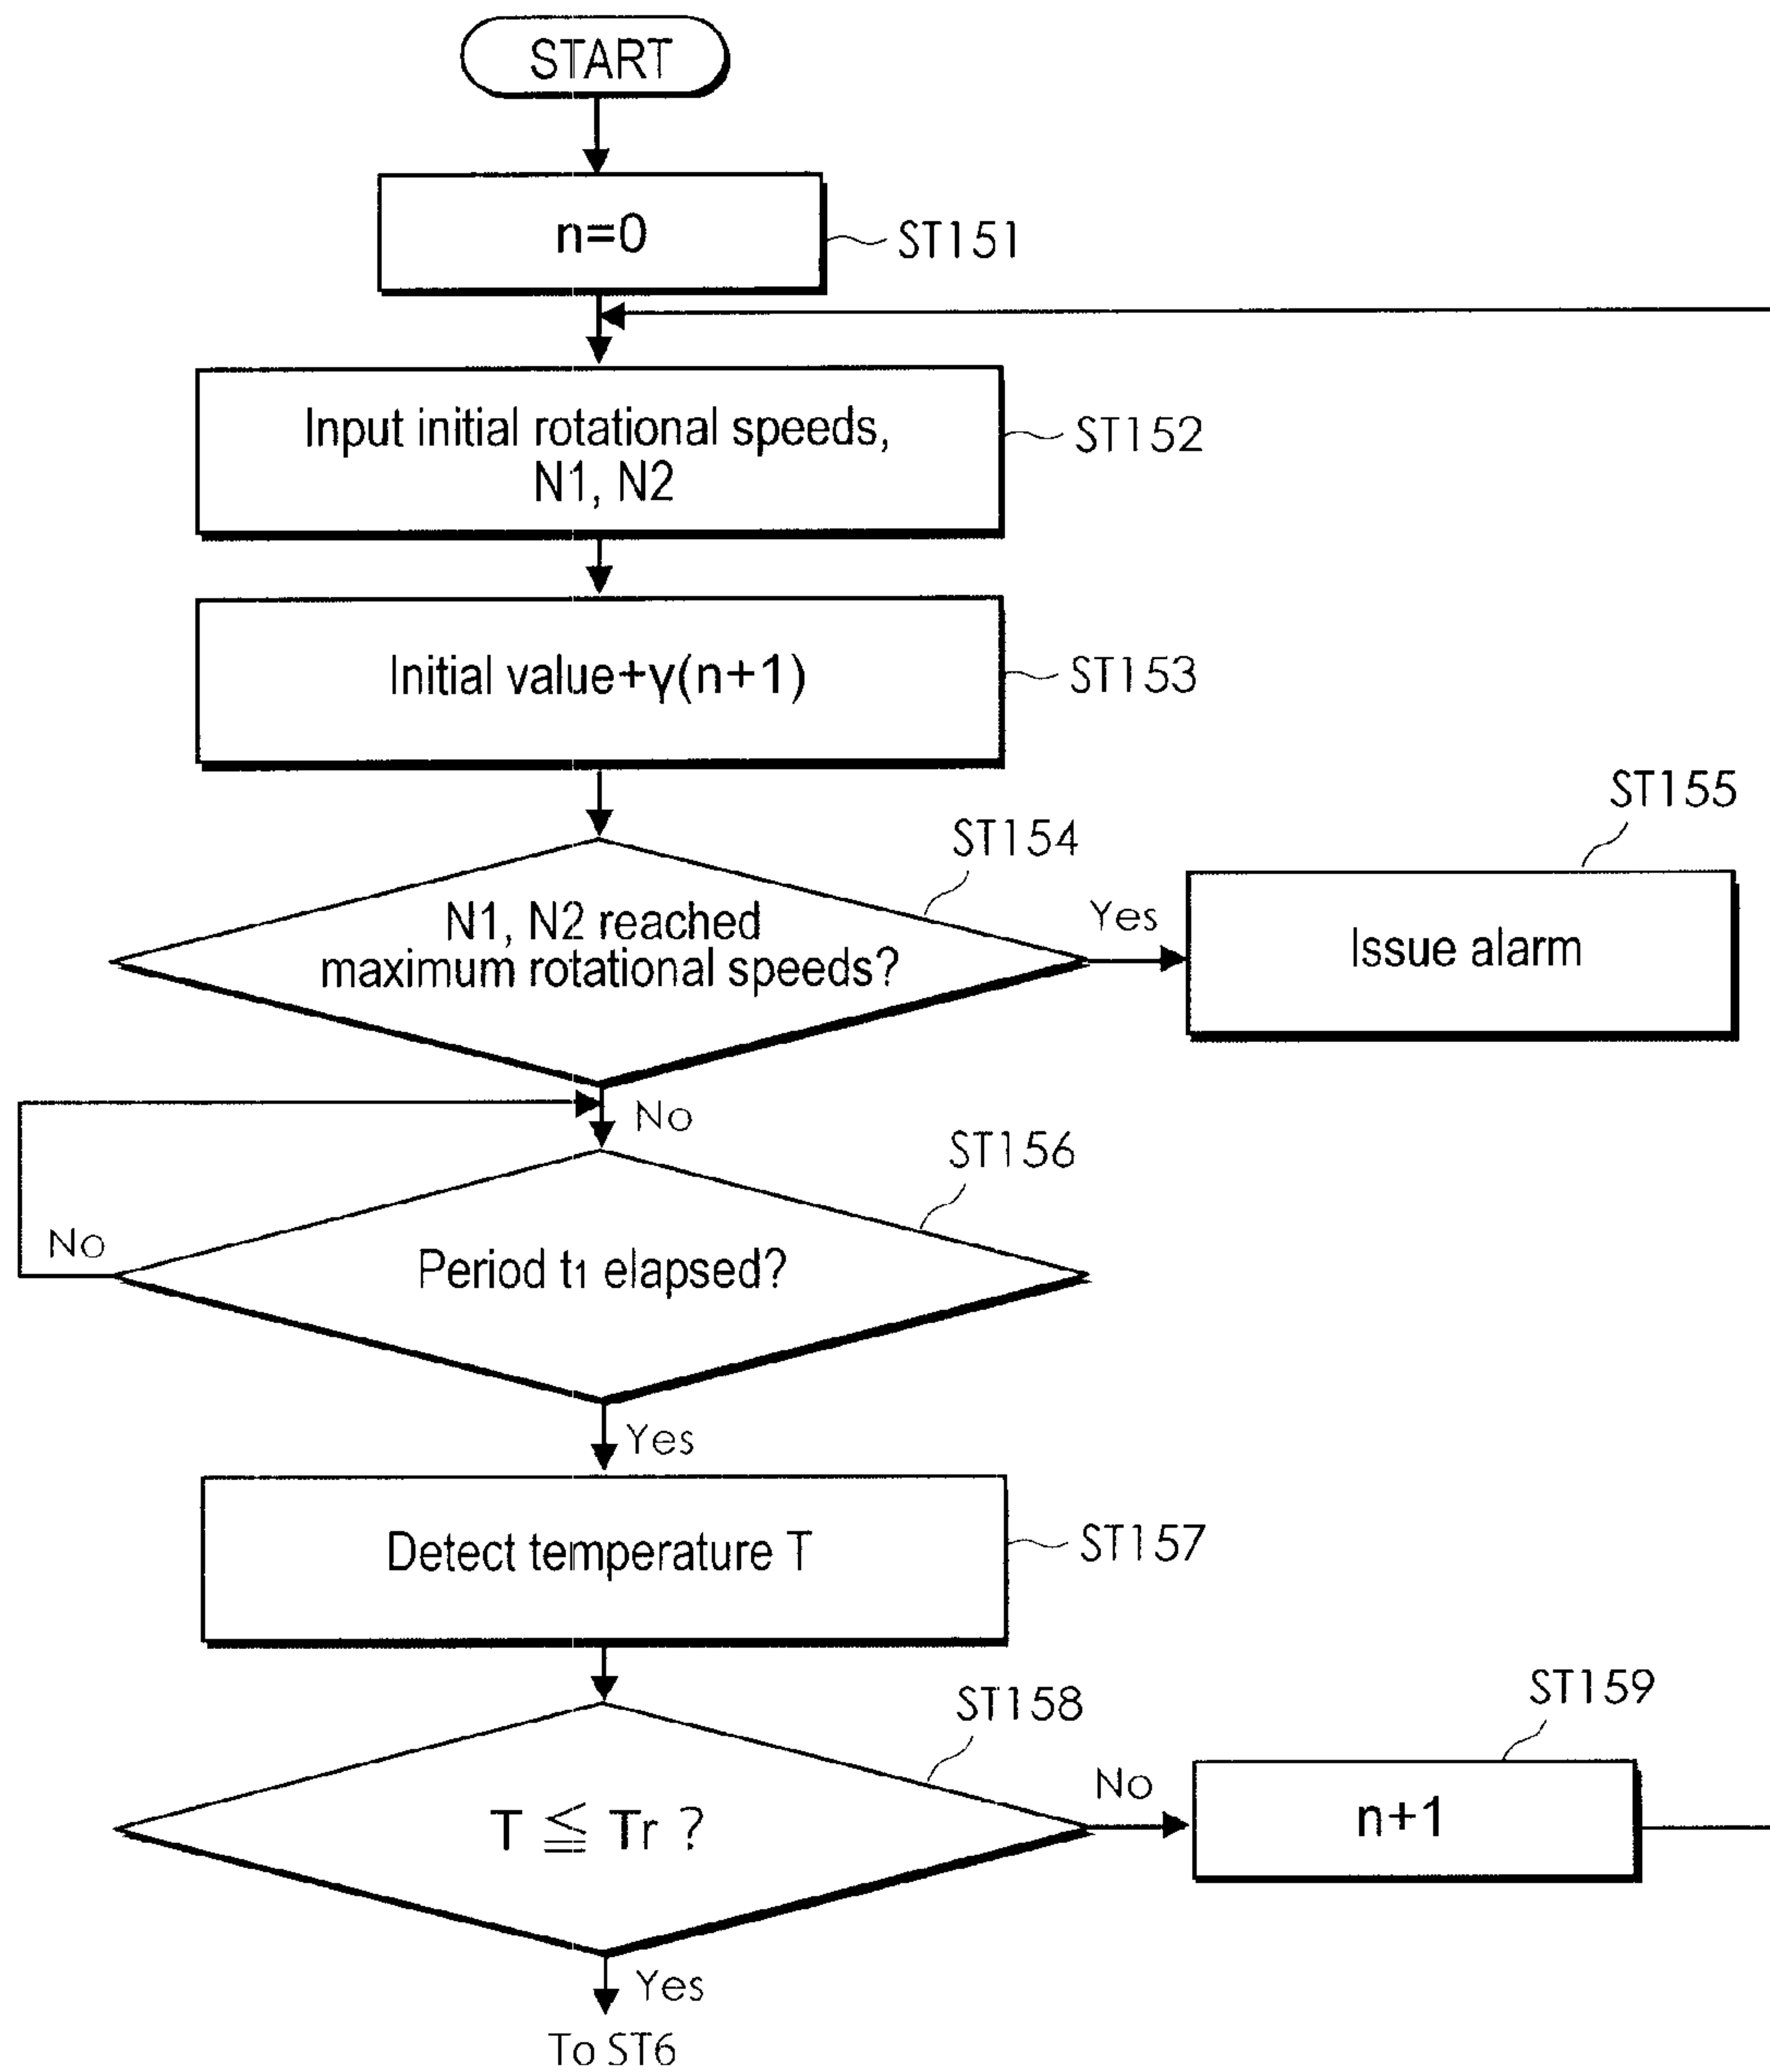 START
n=0
ST151
Input initial rotational speeds,
N1, N2
ST152
Initial value+γ(n+1)
ST153
ST154
N1, N2 reached
maximum rotational speeds?
Yes
ST155
Issue alarm
No
ST156
No
Period t1 elapsed?
Yes
Detect temperature T
ST157
ST158
T ≦ Tr ?
No
ST159
n+1
Yes
To ST6